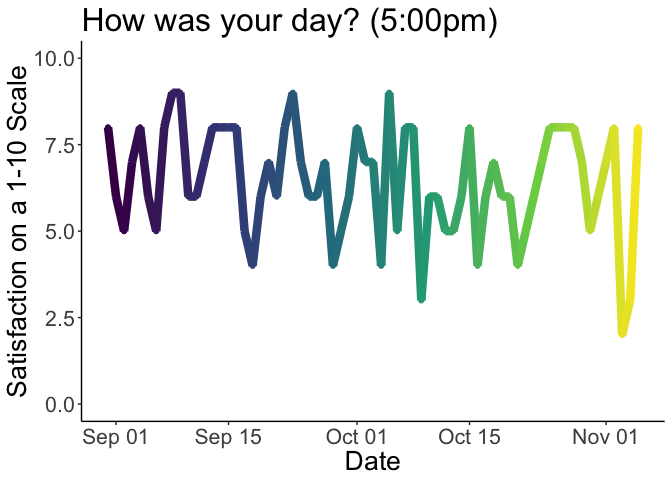 How was your day? (5:00pm)
Satisfaction on a 1-10 Scale
10.0
7.5
5.0
2.5
0.0
Sep 01
Sep 15
Oct 01
Oct 15
Nov 01
Date